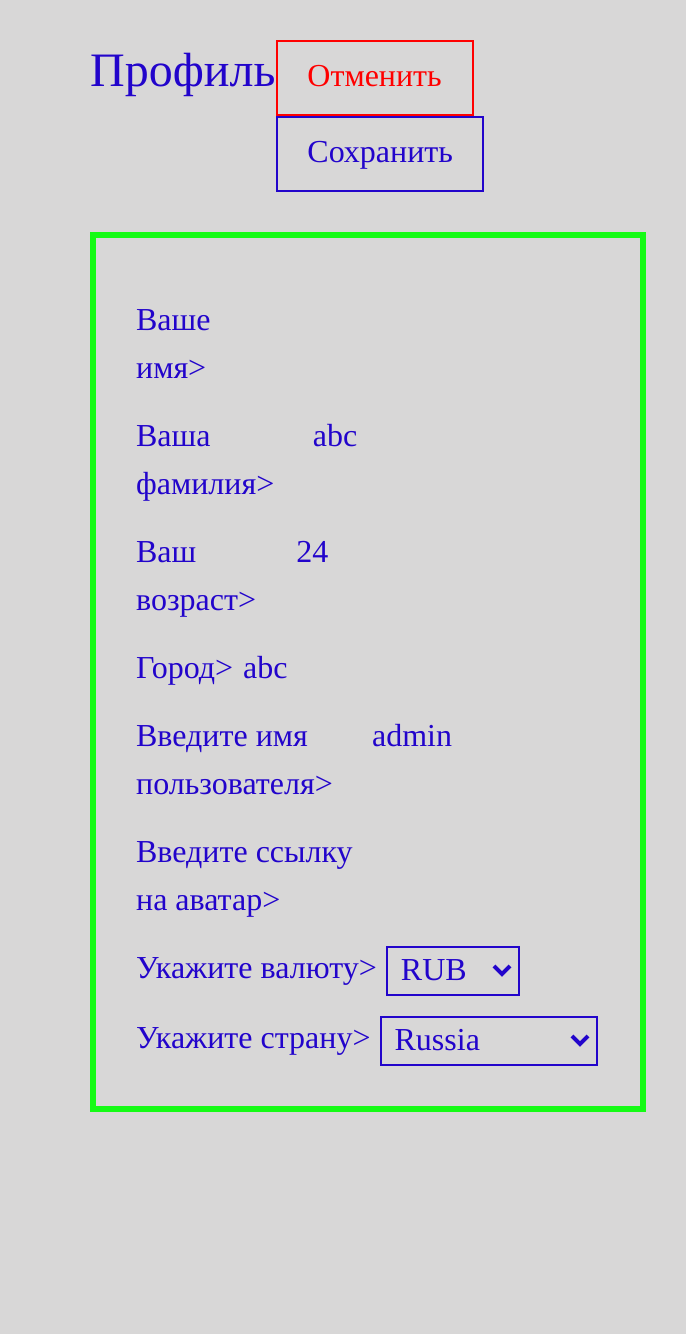 Профиль Отменить
Сохранить
Ваше
имя>
Ваша abc
фамилия>
Ваш 24
возраст>
Город> abc
Введите имя admin
пользователя>
Введите ссылку
на аватар>
Укажите валюту> RUB
Укажите страну> Russia